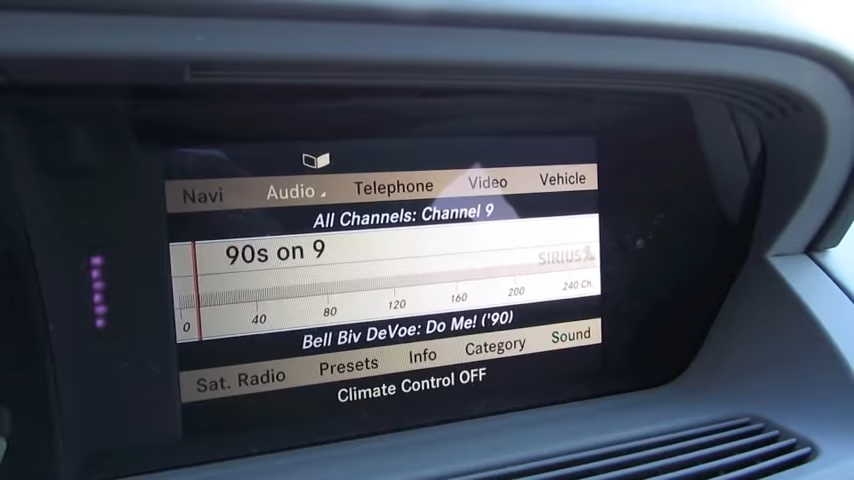 Navi Audio Telephone Video Vehicle
All Channels: Channel 9
90s on 9
SIRIUS
0 40 80 120 160 200 240 Ch.
Bell Biv DeVoe: Do Me! ('90)
Sat. Radio Presets Info Category Sound
Climate Control OFF